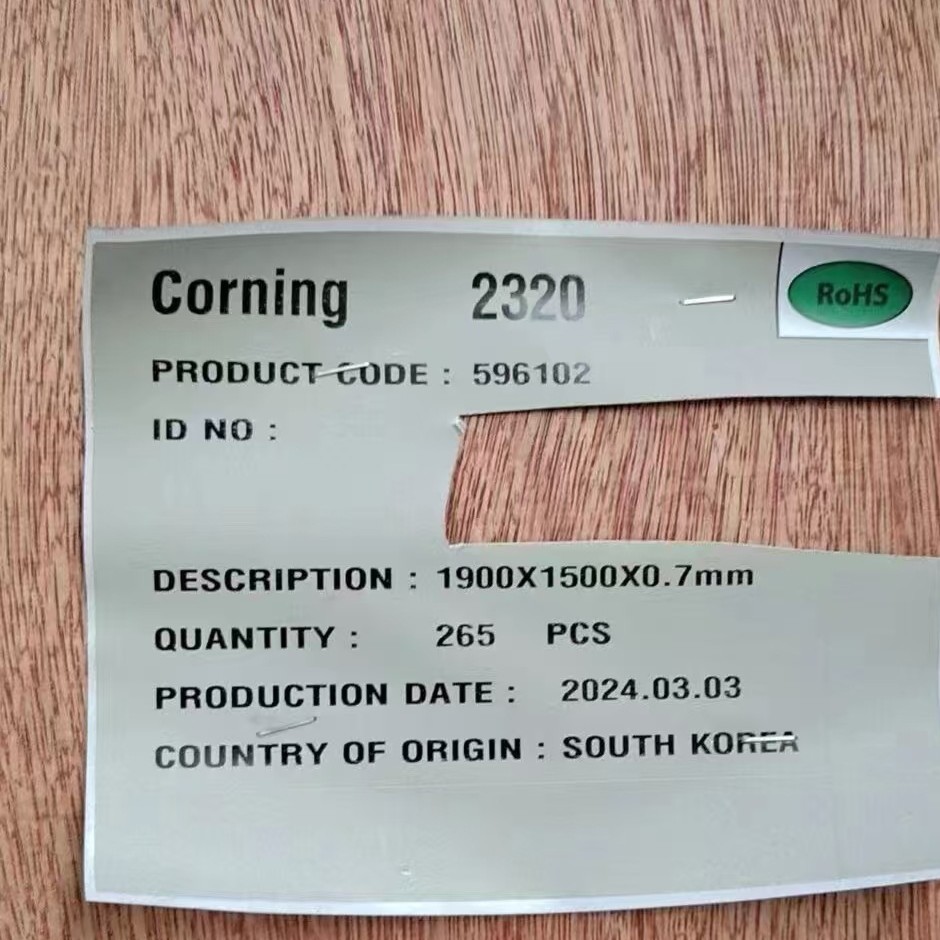 Corning 2320
RoHS
PRODUCT CODE : 596102
ID NO :
DESCRIPTION : 1900X1500X0.7mm
QUANTITY : 265 PCS
PRODUCTION DATE : 2024.03.03
COUNTRY OF ORIGIN : SOUTH KOREA